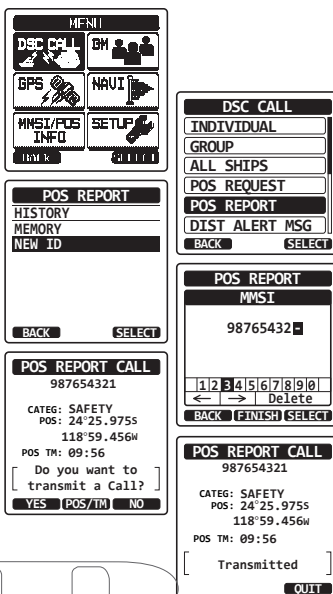 MENU
DSC CALL
GM
GPS
NAVI
MMSI/POS
INFO
SETUP
BACK
SELECT
DSC CALL
INDIVIDUAL
GROUP
ALL SHIPS
POS REQUEST
POS REPORT
DIST ALERT MSG
BACK SELECT
POS REPORT
HISTORY
MEMORY
NEW ID
BACK SELECT
POS REPORT
MMSI
98765432-
1 2 3 4 5 6 7 8 9 0
← → Delete
BACK FINISH SELECT
POS REPORT CALL
987654321
CATEG: SAFETY
POS: 24°25.975S
118°59.456W
POS TM: 09:56
Do you want to
transmit a Call?
YES POS/TM NO
POS REPORT CALL
987654321
CATEG: SAFETY
POS: 24°25.975S
118°59.456W
POS TM: 09:56
Transmitted
QUIT